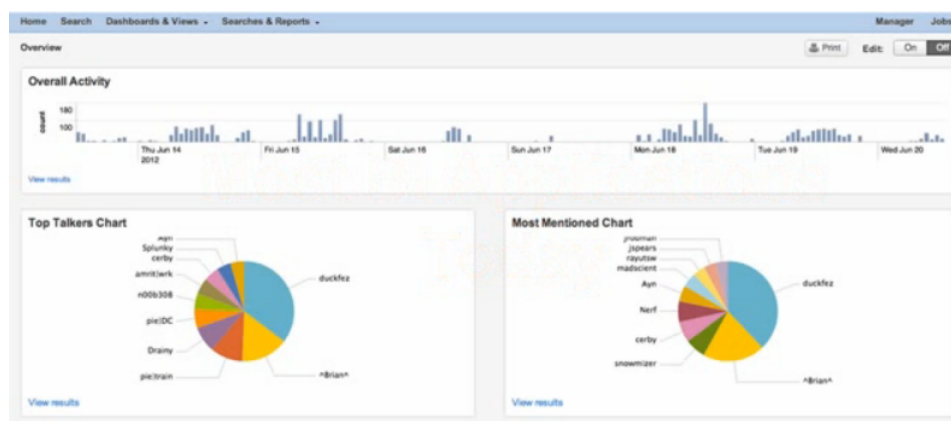 Home Search Dashboards & Views Searches & Reports Manager Jobs
Overview Print Edit: On Off
Overall Activity
count
180
100
Thu Jun 14 Fri Jun 15 Sat Jun 16 Sun Jun 17 Mon Jun 18 Tue Jun 19 Wed Jun 20
2012
View results
Top Talkers Chart
Ayn
Splunky
cerby
amrit|wrk
n00b308
pie|DC
Drainy
pie|train
^Brian^
duckfez
View results
Most Mentioned Chart
jspears
rayutsw
madscient
Ayn
Nerf
cerby
snowmizer
^Brian^
duckfez
View results